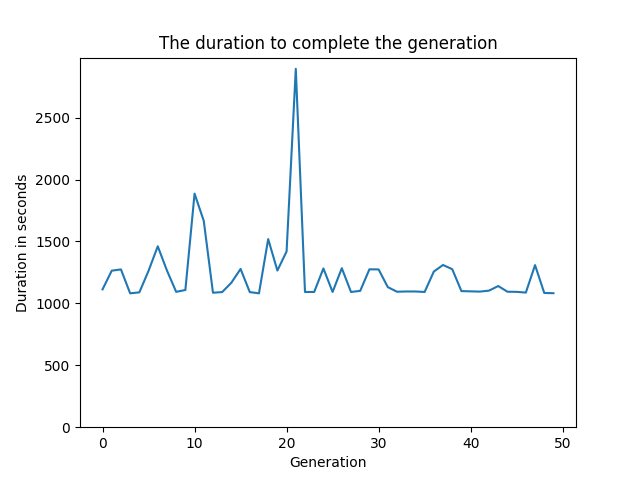 The duration to complete the generation
Duration in seconds
2500
2000
1500
1000
500
0
0 10 20 30 40 50
Generation